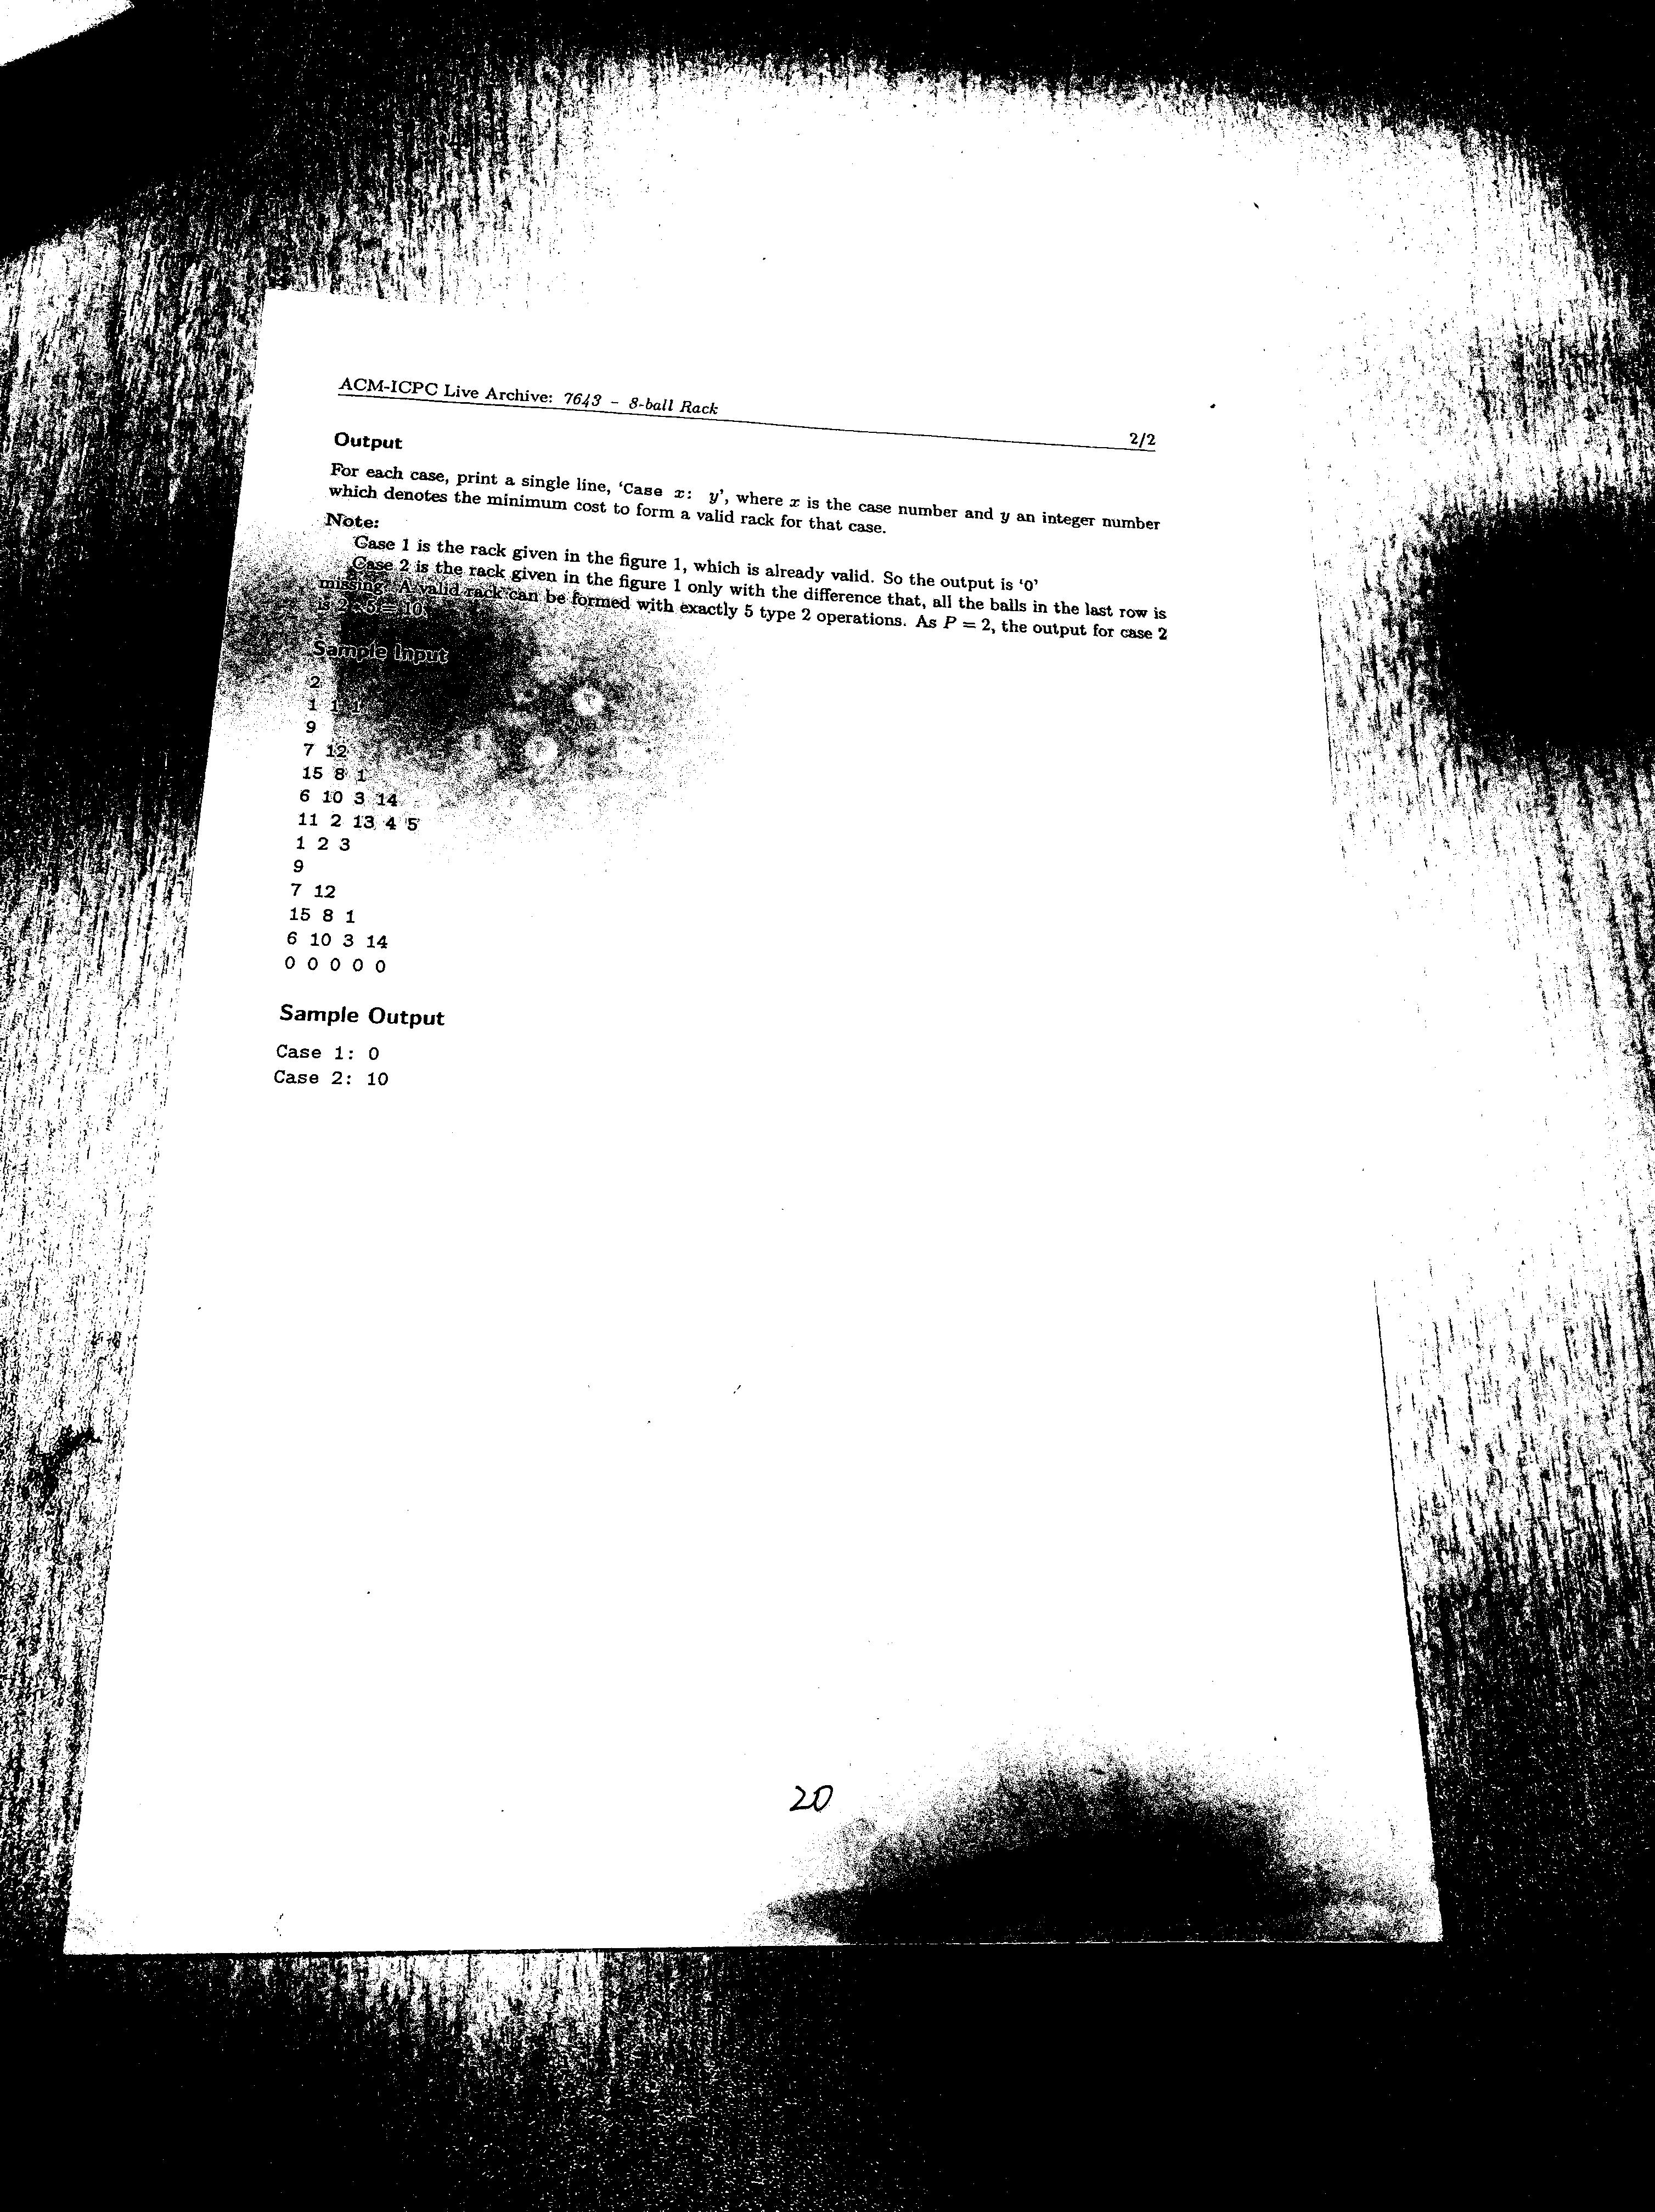 ACM-ICPC Live Archive: 7643 – 8-ball Rack
2/2
Output
For each case, print a single line, ‘Case x: y’, where x is the case number and y an integer number
which denotes the minimum cost to form a valid rack for that case.
Note:
Case 1 is the rack given in the figure 1, which is already valid. So the output is ‘0’
Case 2 is the rack given in the figure 1 only with the difference that, all the balls in the last row is
missing. A valid rack can be formed with exactly 5 type 2 operations. As P = 2, the output for case 2
is 2 * 5 = 10.
Sample Input
2
1 1 1
9
7 12
15 8 1
6 10 3 14
11 2 13 4 5
1 2 3
9
7 12
15 8 1
6 10 3 14
0 0 0 0 0
Sample Output
Case 1: 0
Case 2: 10
20